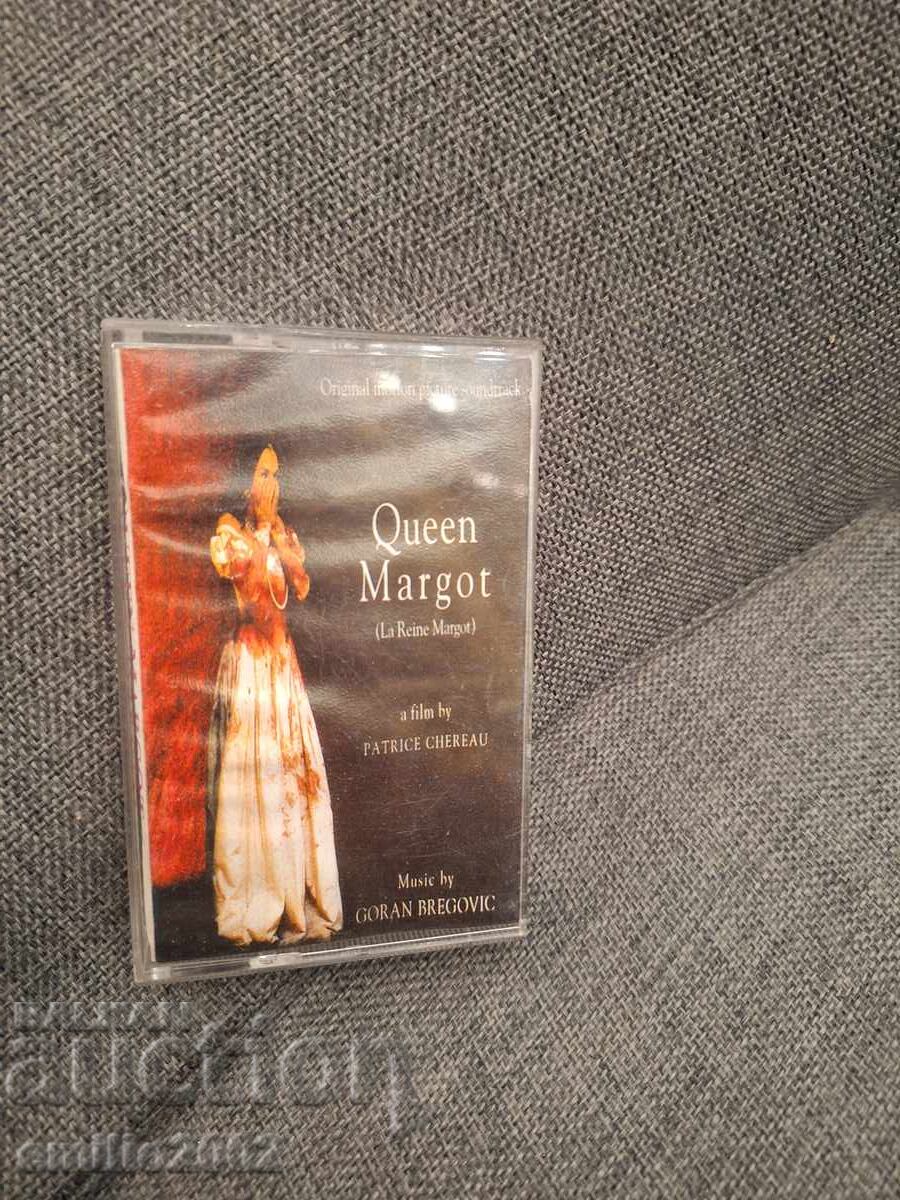 Original motion picture soundtrack
Queen
Margot
(La Reine Margot)
a film by
PATRICE CHEREAU
Music by
GORAN BREGOVIC
BALKAN
auction
emilio2002